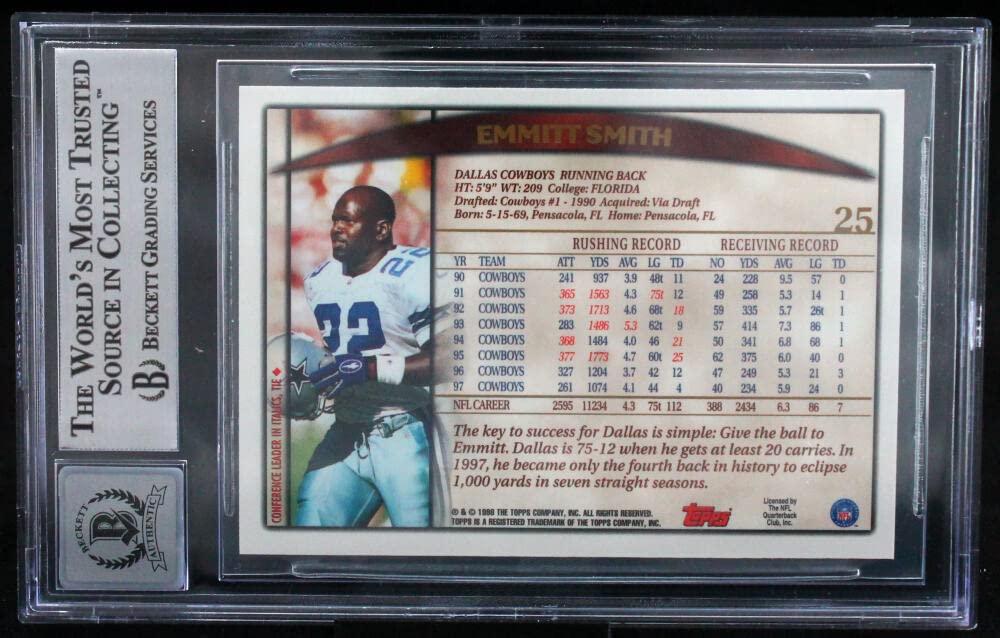 THE WORLD'S MOST TRUSTED
SOURCE IN COLLECTING™
B BECKETT GRADING SERVICES
BECKETT
B
AUTHENTIC
EMMITT SMITH
DALLAS COWBOYS RUNNING BACK
HT: 5'9" WT: 209 College: FLORIDA
Drafted: Cowboys #1 - 1990 Acquired: Via Draft
Born: 5-15-69, Pensacola, FL Home: Pensacola, FL
25
RUSHING RECORD RECEIVING RECORD
YR TEAM ATT YDS AVG LG TD NO YDS AVG LG TD
90 COWBOYS 241 937 3.9 48t 11 24 228 9.5 57 0
91 COWBOYS 365 1563 4.3 75t 12 49 258 5.3 14 1
92 COWBOYS 373 1713 4.6 68t 18 59 335 5.7 26t 1
93 COWBOYS 283 1486 5.3 62t 9 57 414 7.3 86 1
94 COWBOYS 368 1484 4.0 46 21 50 341 6.8 68 1
95 COWBOYS 377 1773 4.7 60t 25 62 375 6.0 40 0
96 COWBOYS 327 1204 3.7 42 12 47 249 5.3 21 3
97 COWBOYS 261 1074 4.1 44 4 40 234 5.9 24 0
NFL CAREER 2595 11234 4.3 75t 112 388 2434 6.3 86 7
The key to success for Dallas is simple: Give the ball to
Emmitt. Dallas is 75-12 when he gets at least 20 carries. In
1997, he became only the fourth back in history to eclipse
1,000 yards in seven straight seasons.
CONFERENCE LEADER IN ITALICS, TIE ♦
22
22
® & © 1998 THE TOPPS COMPANY, INC. ALL RIGHTS RESERVED.
TOPPS IS A REGISTERED TRADEMARK OF THE TOPPS COMPANY, INC.
Topps
Licensed by
The NFL
Quarterback
Club, Inc.
NFL